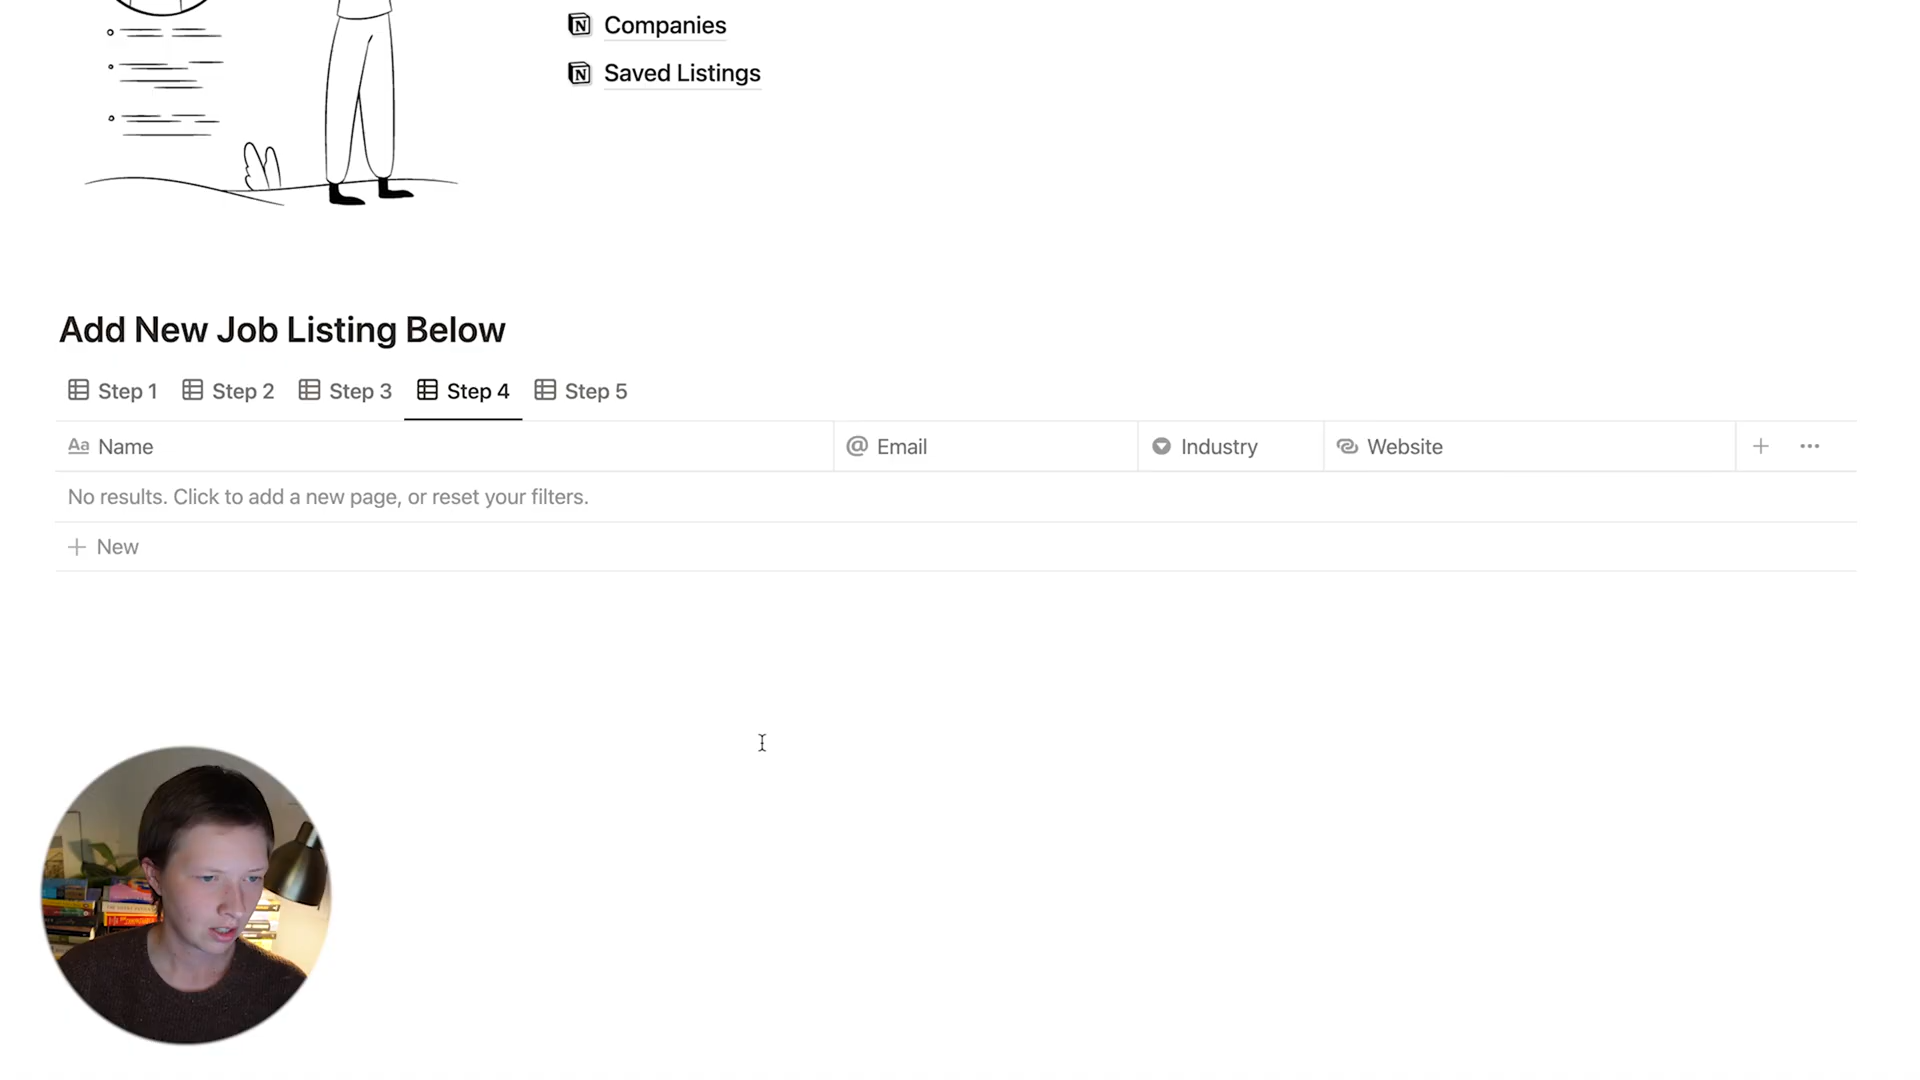 Companies
Saved Listings
Add New Job Listing Below
Step 1 Step 2 Step 3 Step 4 Step 5
Aa Name @ Email Industry Website + ...
No results. Click to add a new page, or reset your filters.
+ New